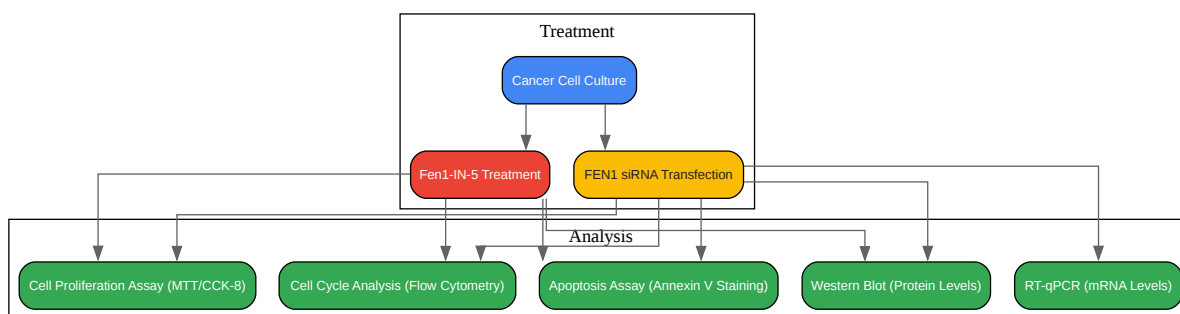 Treatment
Cancer Cell Culture
Fen1-IN-5 Treatment
FEN1 siRNA Transfection
Analysis
Cell Proliferation Assay (MTT/CCK-8)
Cell Cycle Analysis (Flow Cytometry)
Apoptosis Assay (Annexin V Staining)
Western Blot (Protein Levels)
RT-qPCR (mRNA Levels)